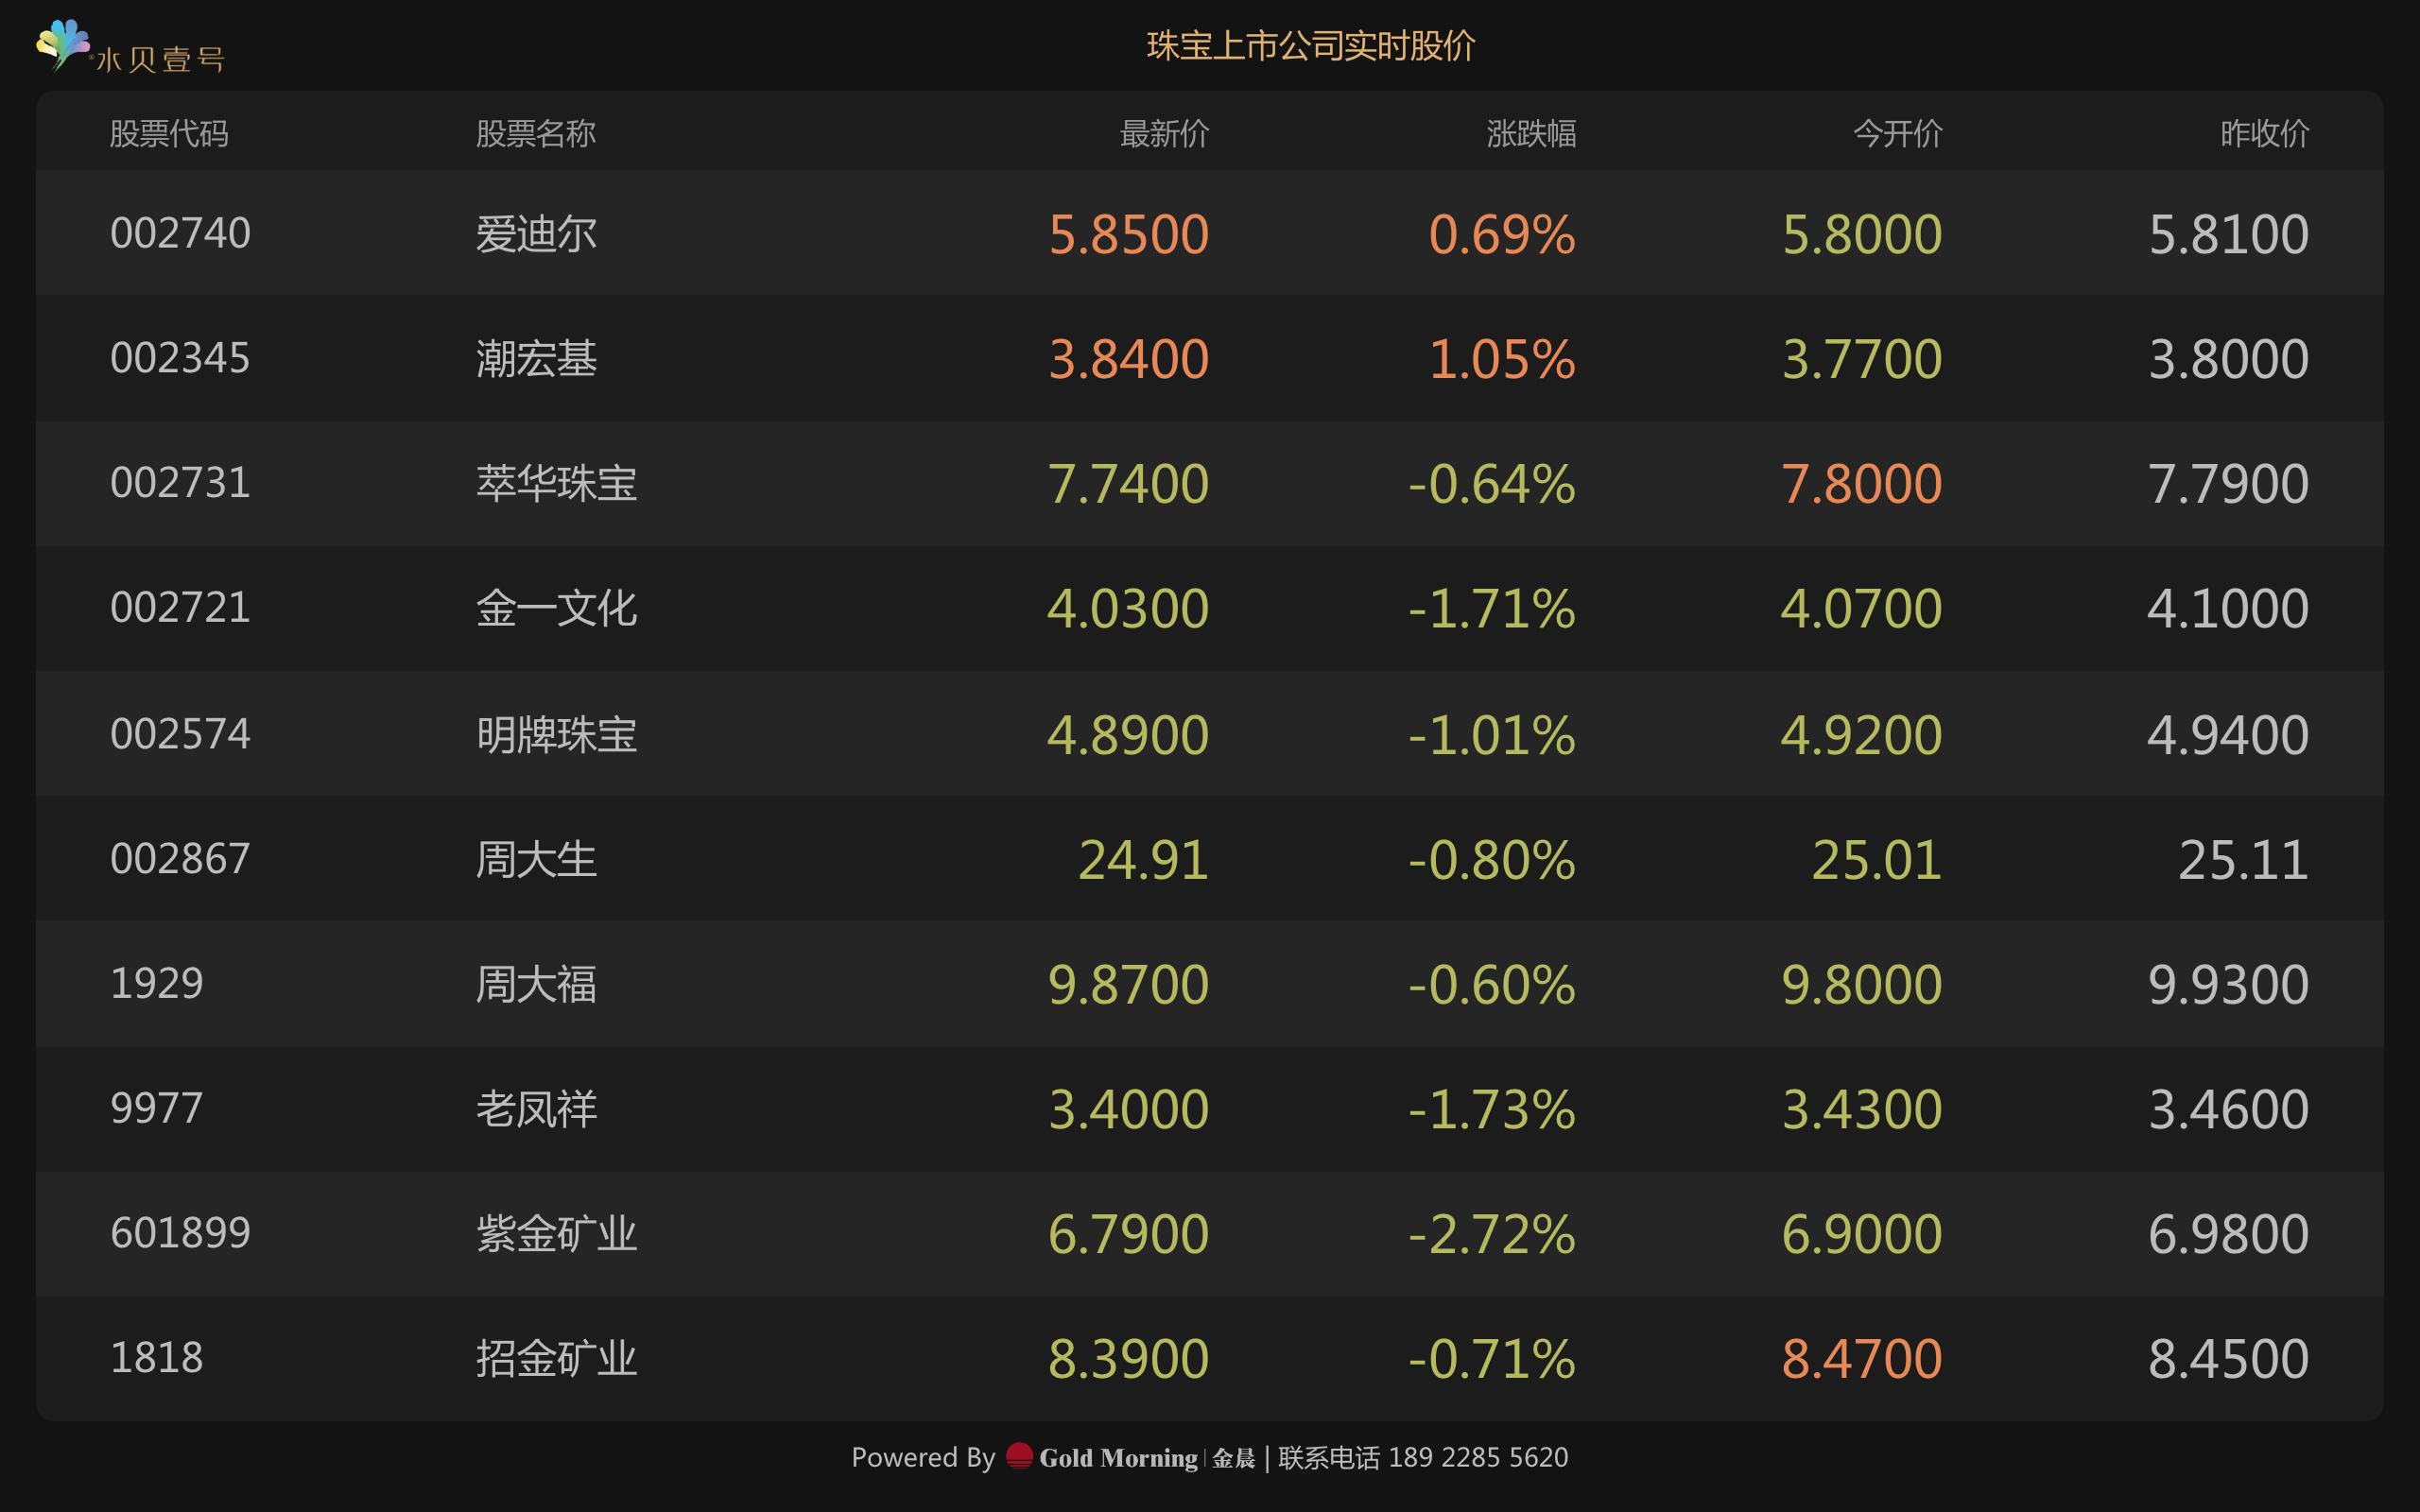 水贝壹号
珠宝上市公司实时股价
股票代码 股票名称 最新价 涨跌幅 今开价 昨收价
002740 爱迪尔 5.8500 0.69% 5.8000 5.8100
002345 潮宏基 3.8400 1.05% 3.7700 3.8000
002731 萃华珠宝 7.7400 -0.64% 7.8000 7.7900
002721 金一文化 4.0300 -1.71% 4.0700 4.1000
002574 明牌珠宝 4.8900 -1.01% 4.9200 4.9400
002867 周大生 24.91 -0.80% 25.01 25.11
1929 周大福 9.8700 -0.60% 9.8000 9.9300
9977 老凤祥 3.4000 -1.73% 3.4300 3.4600
601899 紫金矿业 6.7900 -2.72% 6.9000 6.9800
1818 招金矿业 8.3900 -0.71% 8.4700 8.4500
Powered By Gold Morning | 金晨 | 联系电话 189 2285 5620